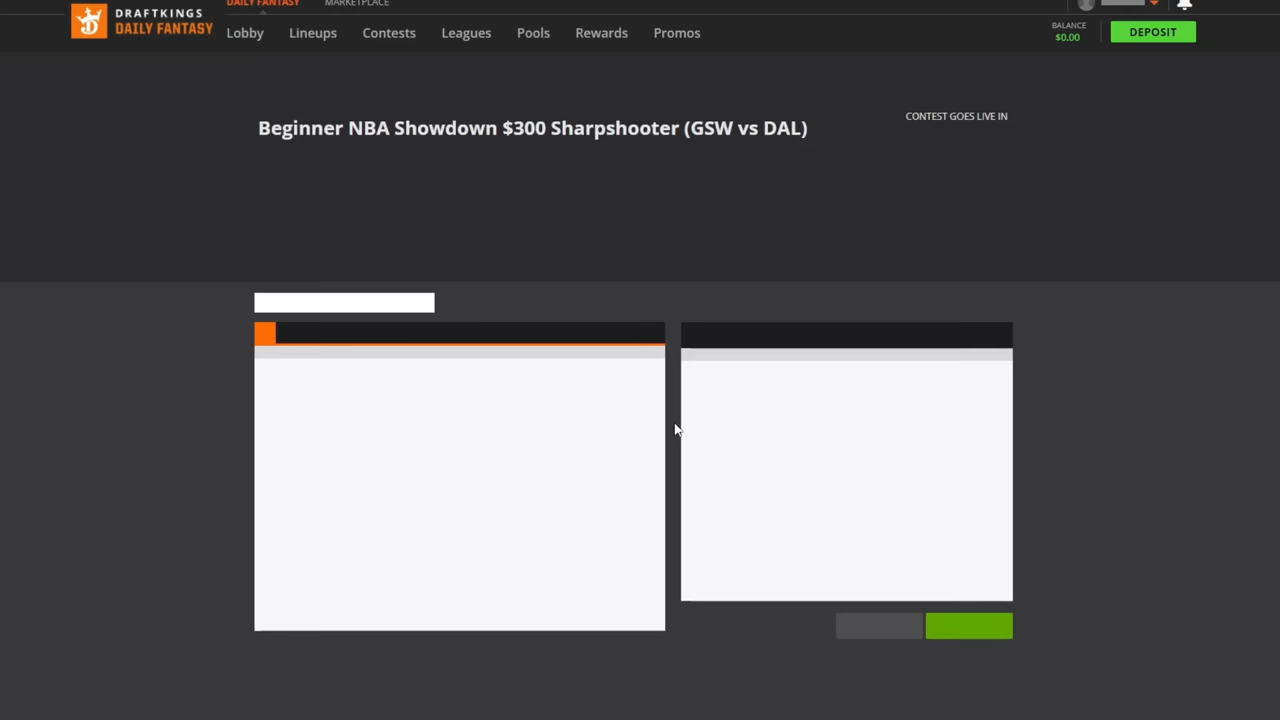 DAILY FANTASY
MARKETPLACE
DRAFTKINGS
DAILY FANTASY
Lobby
Lineups
Contests
Leagues
Pools
Rewards
Promos
BALANCE
$0.00
DEPOSIT
Beginner NBA Showdown $300 Sharpshooter (GSW vs DAL)
CONTEST GOES LIVE IN